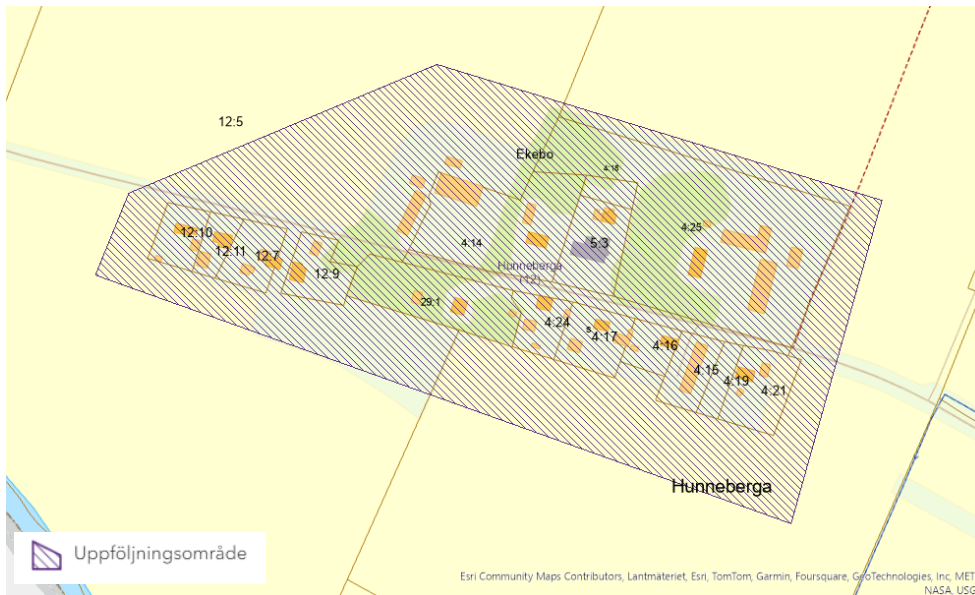 12:5
Ekebo
4:18
12:10
12:11
12:7
12:9
4:14
5:3
4:25
Hunneberga
(12)
29:1
4:24
s
4:17
4:16
4:15
4:19
4:21
Hunneberga
Uppföljningsområde
Esri Community Maps Contributors, Lantmäteriet, Esri, TomTom, Garmin, Foursquare, GeoTechnologies, Inc, MET
NASA, USG